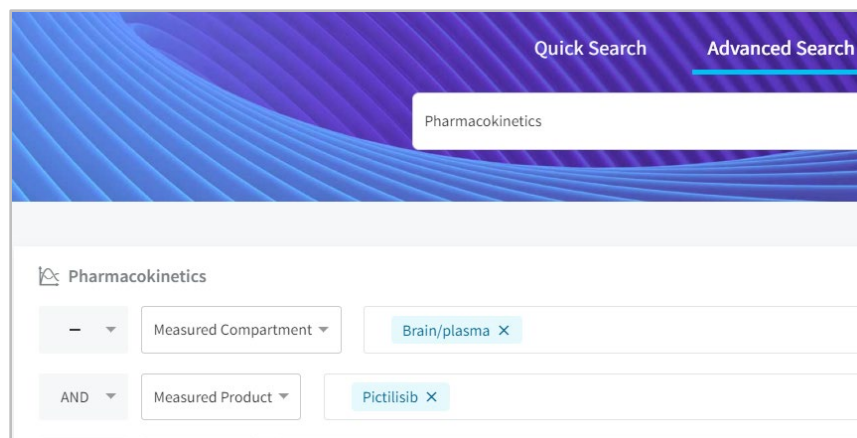 Quick Search Advanced Search
Pharmacokinetics
Pharmacokinetics
– Measured Compartment Brain/plasma ×
AND Measured Product Pictilisib ×